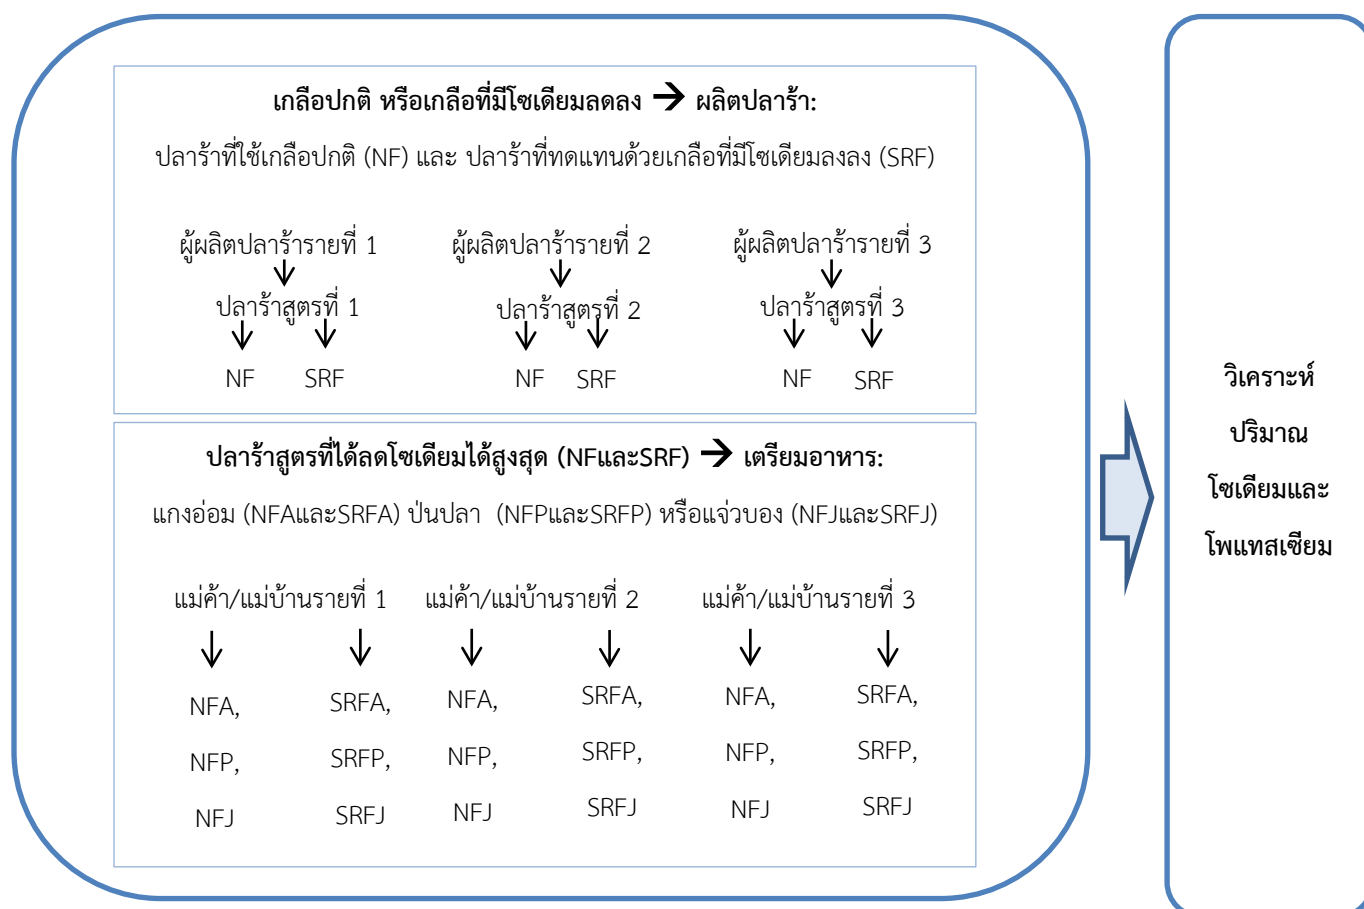 เกลือปกติ หรือเกลือที่มีโซเดียมลดลง → ผลิตปลาร้า:
ปลาร้าที่ใช้เกลือปกติ (NF) และ ปลาร้าที่ทดแทนด้วยเกลือที่มีโซเดียมลงลง (SRF)
ผู้ผลิตปลาร้ารายที่ 1 ผู้ผลิตปลาร้ารายที่ 2 ผู้ผลิตปลาร้ารายที่ 3
ปลาร้าสูตรที่ 1 ปลาร้าสูตรที่ 2 ปลาร้าสูตรที่ 3
NF SRF NF SRF NF SRF
ปลาร้าสูตรที่ได้ลดโซเดียมได้สูงสุด (NFและSRF) → เตรียมอาหาร:
แกงอ่อม (NFAและSRFA) ป่นปลา (NFPและSRFP) หรือแจ่วบอง (NFJและSRFJ)
แม่ค้า/แม่บ้านรายที่ 1 แม่ค้า/แม่บ้านรายที่ 2 แม่ค้า/แม่บ้านรายที่ 3
NFA, SRFA, NFA, SRFA, NFA, SRFA,
NFP, SRFP, NFP, SRFP, NFP, SRFP,
NFJ SRFJ NFJ SRFJ NFJ SRFJ
วิเคราะห์
ปริมาณ
โซเดียมและ
โพแทสเซียม